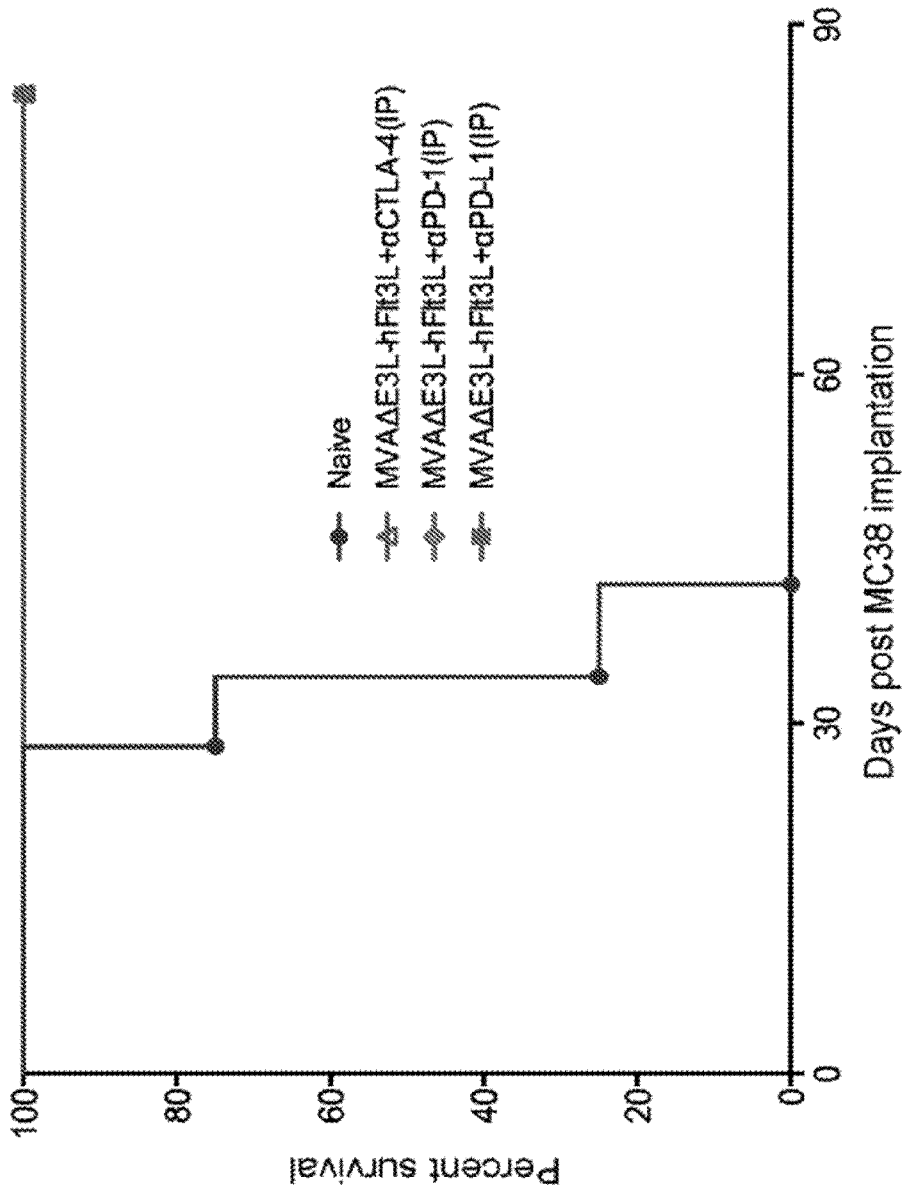 Percent survival
100
80
60
40
20
0
Naive
MVAΔE3L-hFlt3L+αCTLA-4(IP)
MVAΔE3L-hFlt3L+αPD-1(IP)
MVAΔE3L-hFlt3L+αPD-L1(IP)
0
30
60
90
Days post MC38 implantation